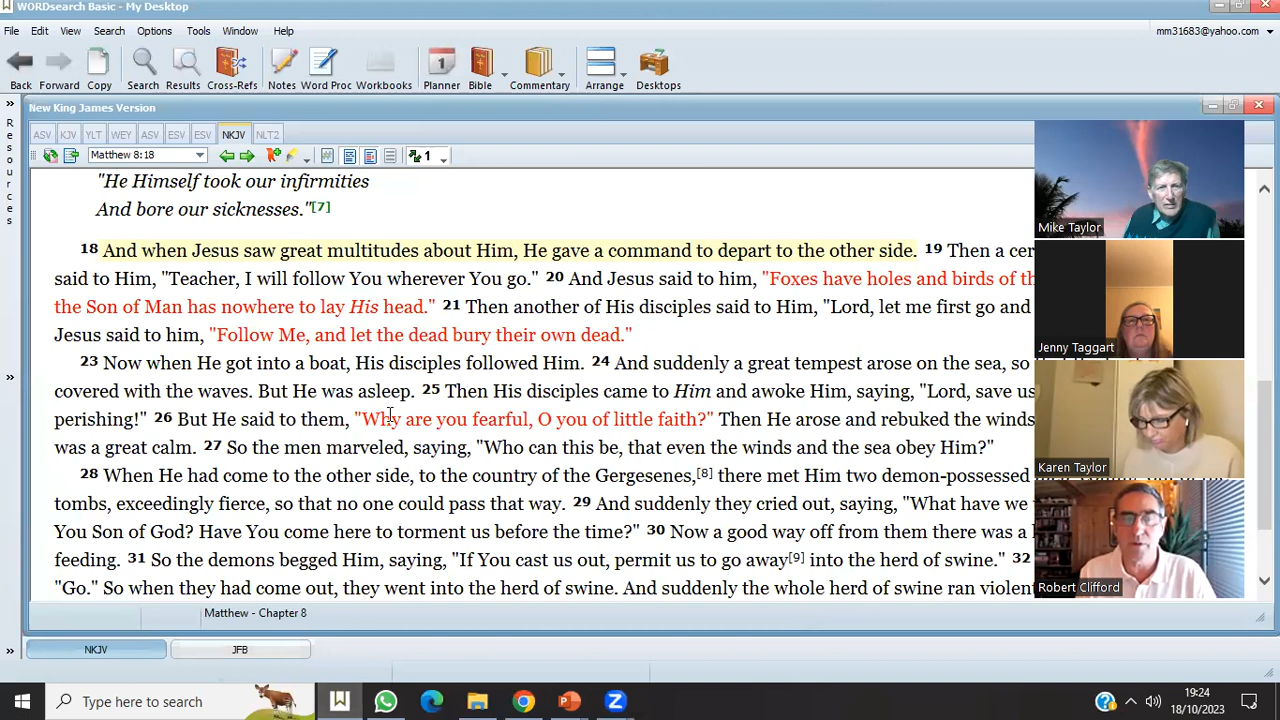 WORDsearch Basic - My Desktop
File Edit View Search Options Tools Window Help
mm31683@yahoo.com
Back Forward Copy Search Results Cross-Refs Notes Word Proc Workbooks Planner Bible Commentary Arrange Desktops
Resources
New King James Version
ASV KJV YLT WEY ASV ESV ESV NKJV NLT2
Matthew 8:18
1
"He Himself took our infirmities
And bore our sicknesses."[7]
18 And when Jesus saw great multitudes about Him, He gave a command to depart to the other side. 19 Then a cer
said to Him, "Teacher, I will follow You wherever You go." 20 And Jesus said to him, "Foxes have holes and birds of th
the Son of Man has nowhere to lay His head." 21 Then another of His disciples said to Him, "Lord, let me first go and
Jesus said to him, "Follow Me, and let the dead bury their own dead."
23 Now when He got into a boat, His disciples followed Him. 24 And suddenly a great tempest arose on the sea, so
covered with the waves. But He was asleep. 25 Then His disciples came to Him and awoke Him, saying, "Lord, save us
perishing!" 26 But He said to them, "Why are you fearful, O you of little faith?" Then He arose and rebuked the winds
was a great calm. 27 So the men marveled, saying, "Who can this be, that even the winds and the sea obey Him?"
28 When He had come to the other side, to the country of the Gergesenes,[8] there met Him two demon-possessed
tombs, exceedingly fierce, so that no one could pass that way. 29 And suddenly they cried out, saying, "What have we
You Son of God? Have You come here to torment us before the time?" 30 Now a good way off from them there was a
feeding. 31 So the demons begged Him, saying, "If You cast us out, permit us to go away[9] into the herd of swine." 32
"Go." So when they had come out, they went into the herd of swine. And suddenly the whole herd of swine ran violen
Mike Taylor
Jenny Taggart
Karen Taylor
Robert Clifford
Matthew - Chapter 8
NKJV JFB
Type here to search
19:24
18/10/2023